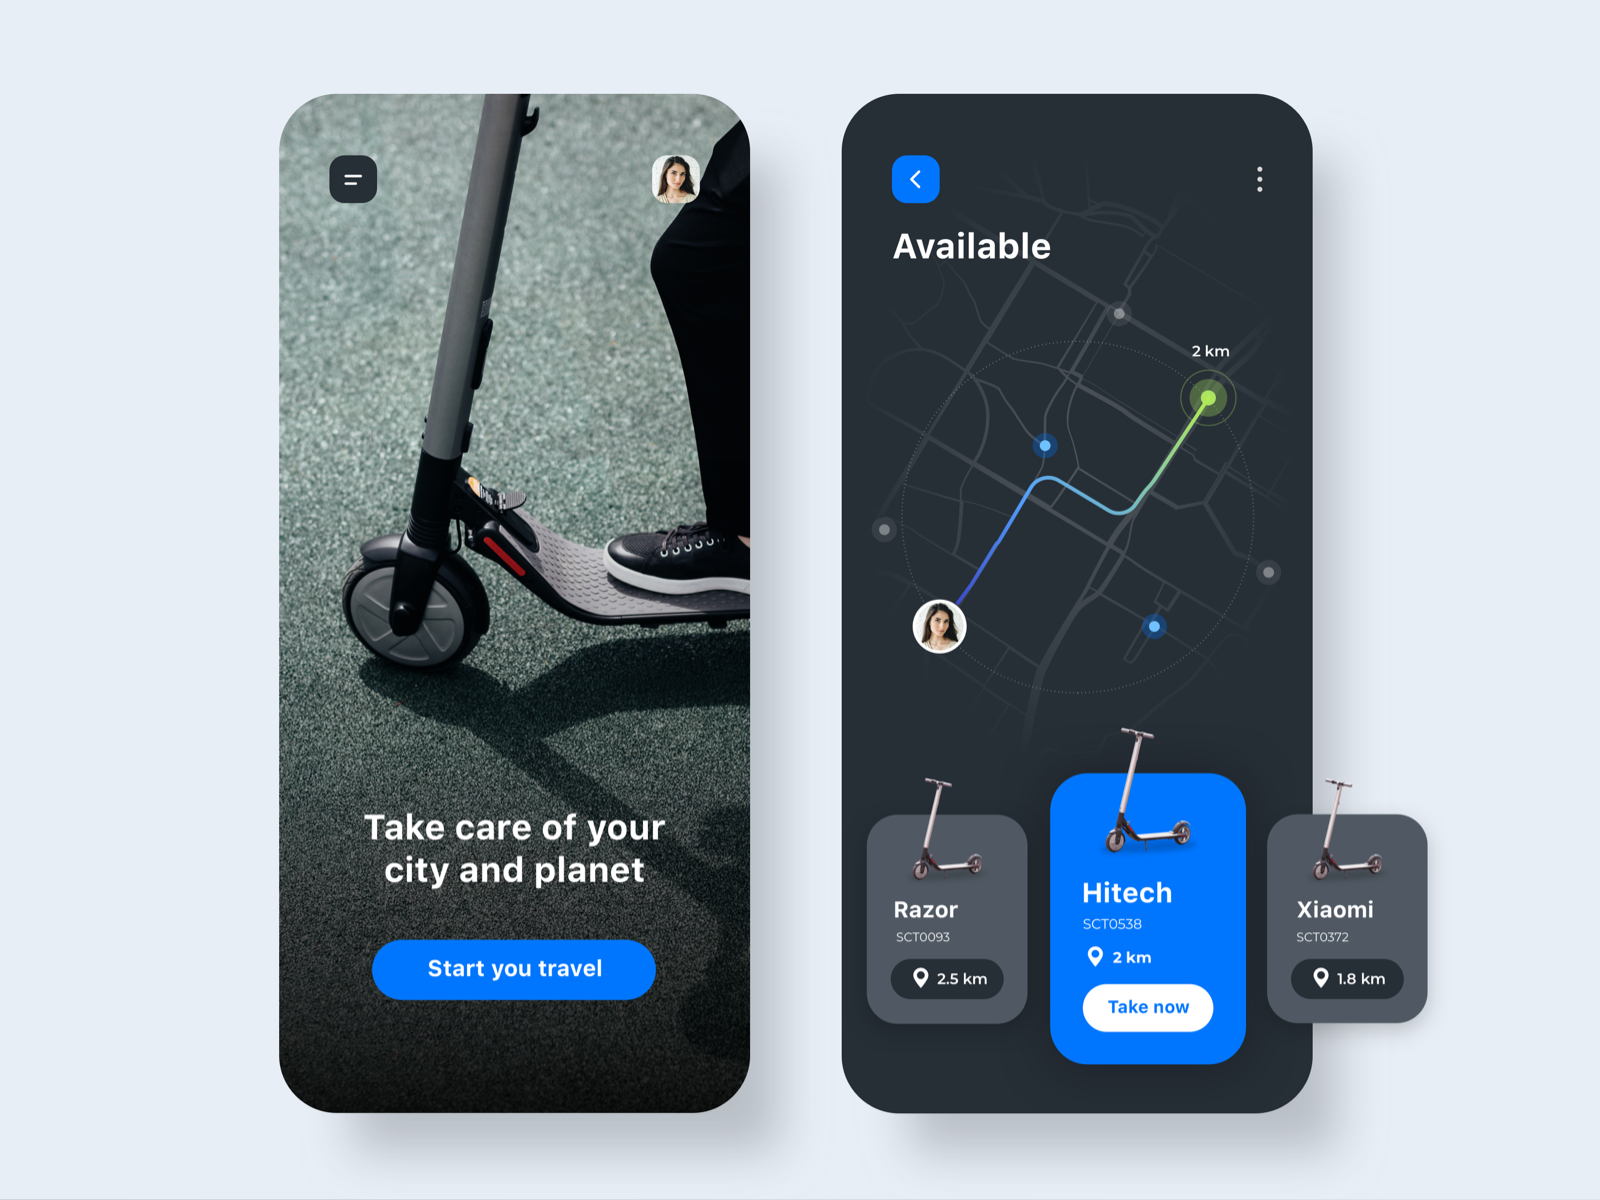 Take care of your
city and planet
Start you travel
Available
2 km
Razor
SCT0093
2.5 km
Hitech
SCT0538
2 km
Take now
Xiaomi
SCT0372
1.8 km